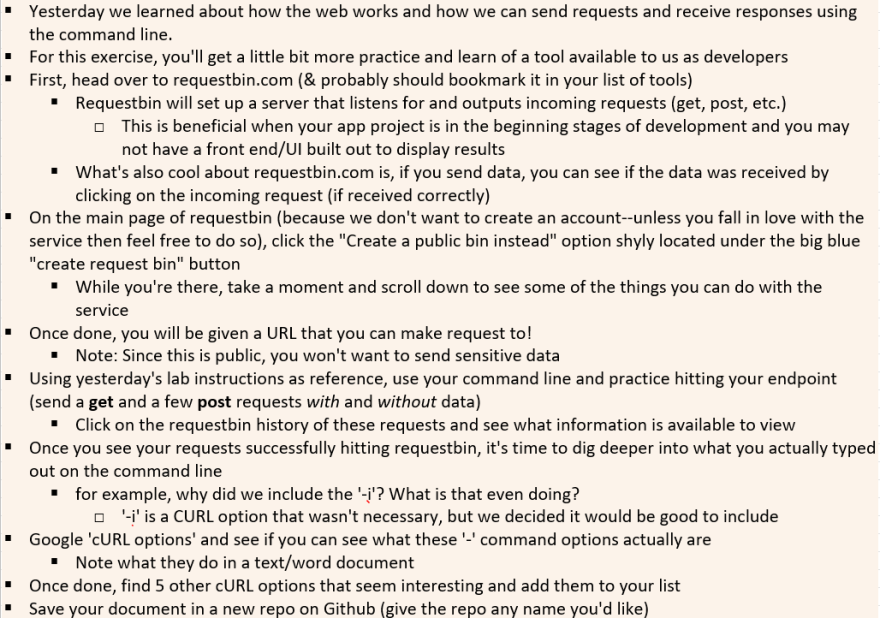 ▪ Yesterday we learned about how the web works and how we can send requests and receive responses using
the command line.
▪ For this exercise, you'll get a little bit more practice and learn of a tool available to us as developers
▪ First, head over to requestbin.com (& probably should bookmark it in your list of tools)
▪ Requestbin will set up a server that listens for and outputs incoming requests (get, post, etc.)
□ This is beneficial when your app project is in the beginning stages of development and you may
not have a front end/UI built out to display results
▪ What's also cool about requestbin.com is, if you send data, you can see if the data was received by
clicking on the incoming request (if received correctly)
▪ On the main page of requestbin (because we don't want to create an account--unless you fall in love with the
service then feel free to do so), click the "Create a public bin instead" option shyly located under the big blue
"create request bin" button
▪ While you're there, take a moment and scroll down to see some of the things you can do with the
service
▪ Once done, you will be given a URL that you can make request to!
▪ Note: Since this is public, you won't want to send sensitive data
▪ Using yesterday's lab instructions as reference, use your command line and practice hitting your endpoint
(send a get and a few post requests with and without data)
▪ Click on the requestbin history of these requests and see what information is available to view
▪ Once you see your requests successfully hitting requestbin, it's time to dig deeper into what you actually typed
out on the command line
▪ for example, why did we include the '-i'? What is that even doing?
□ '-i' is a CURL option that wasn't necessary, but we decided it would be good to include
▪ Google 'cURL options' and see if you can see what these '-' command options actually are
▪ Note what they do in a text/word document
▪ Once done, find 5 other cURL options that seem interesting and add them to your list
▪ Save your document in a new repo on Github (give the repo any name you'd like)